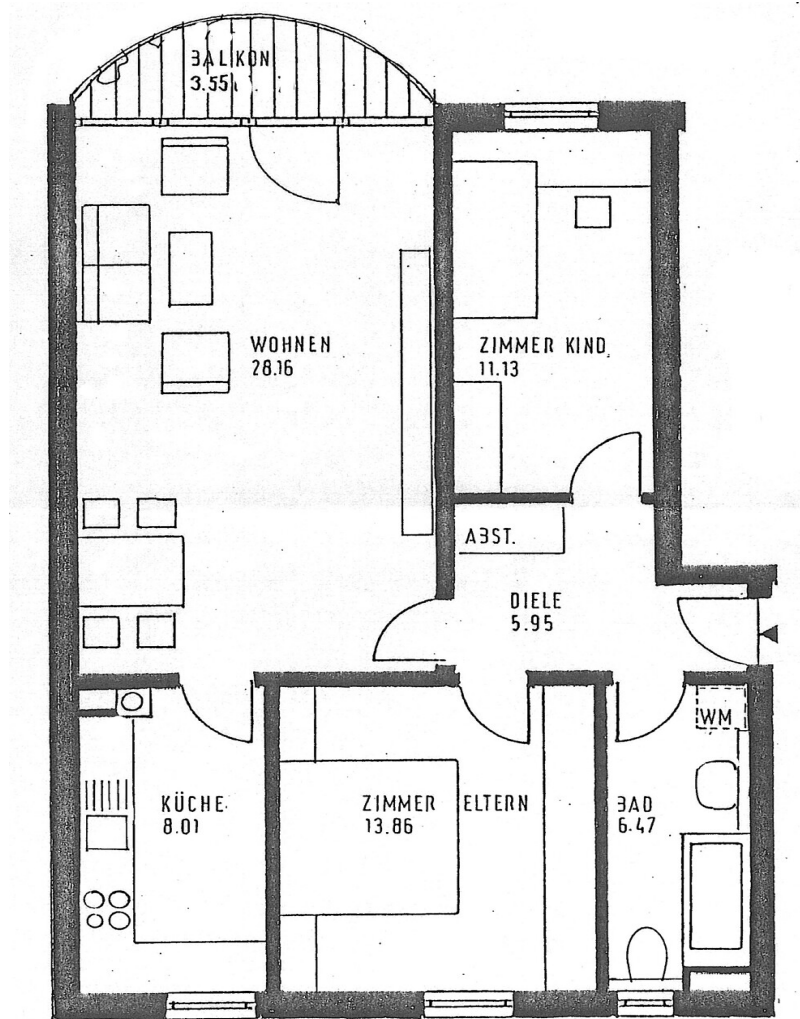 BALKON
3.55
WOHNEN
28.16
ZIMMER KIND
11.13
ABST.
DIELE
5.95
WM
KÜCHE
8.01
ZIMMER ELTERN
13.86
BAD
6.47